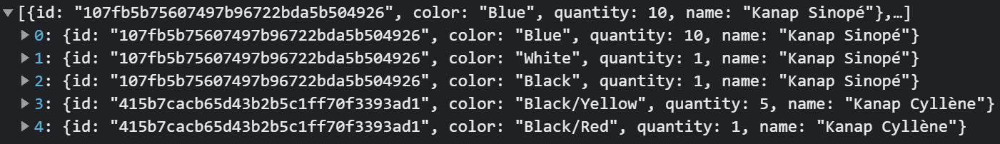 [{id: "107fb5b75607497b96722bda5b504926", color: "Blue", quantity: 10, name: "Kanap Sinopé"},…]
0: {id: "107fb5b75607497b96722bda5b504926", color: "Blue", quantity: 10, name: "Kanap Sinopé"}
1: {id: "107fb5b75607497b96722bda5b504926", color: "White", quantity: 1, name: "Kanap Sinopé"}
2: {id: "107fb5b75607497b96722bda5b504926", color: "Black", quantity: 1, name: "Kanap Sinopé"}
3: {id: "415b7cacb65d43b2b5c1ff70f3393ad1", color: "Black/Yellow", quantity: 5, name: "Kanap Cyllène"}
4: {id: "415b7cacb65d43b2b5c1ff70f3393ad1", color: "Black/Red", quantity: 1, name: "Kanap Cyllène"}